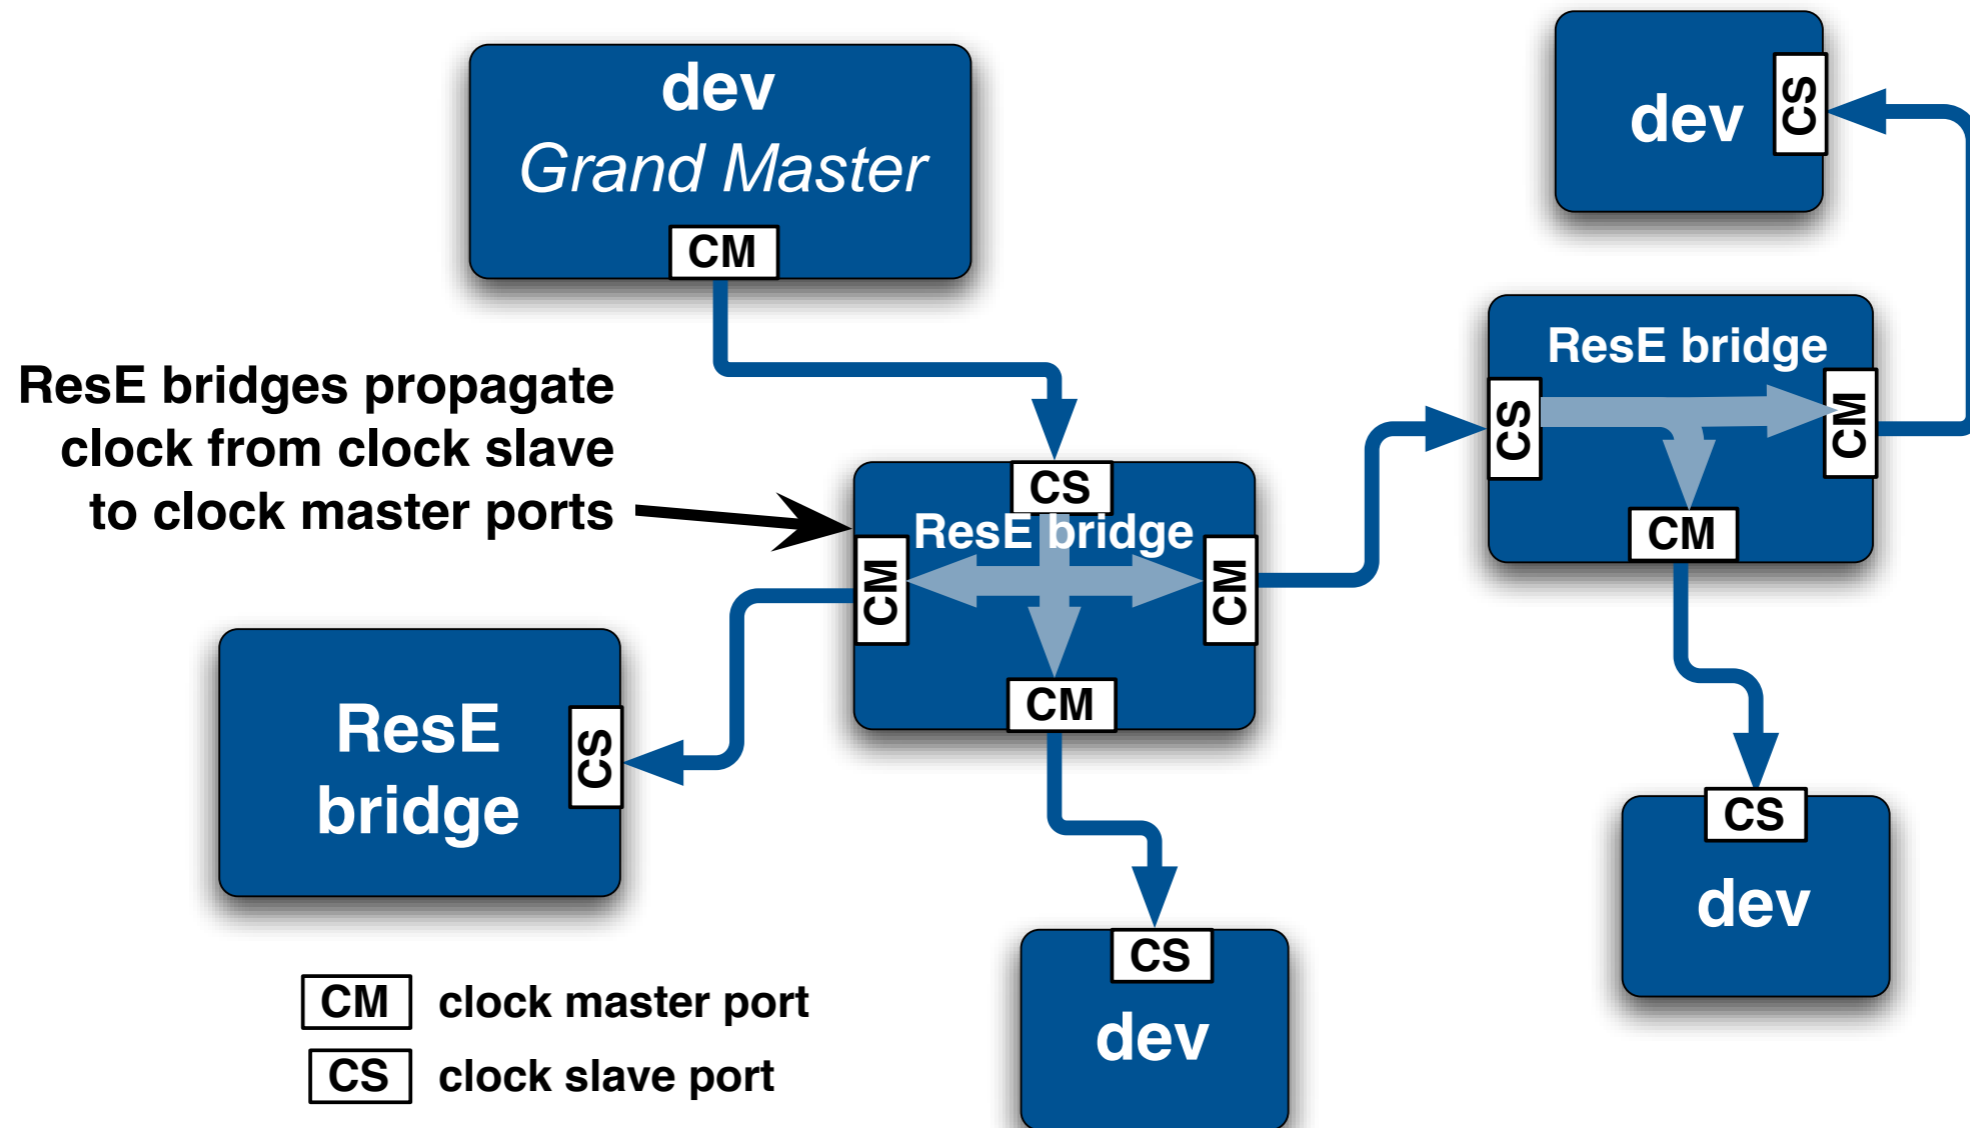 dev
Grand Master
CM
dev
CS
ResE bridges propagate
clock from clock slave
to clock master ports
ResE bridge
CS
CM
CM
CS
ResE bridge
CM
CM
CM
ResE
bridge
CS
CS
dev
CS
dev
CM clock master port
CS clock slave port